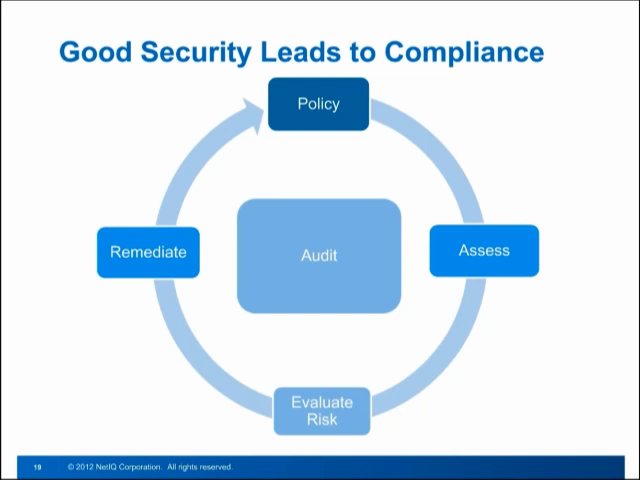 Good Security Leads to Compliance
Policy
Remediate
Audit
Assess
Evaluate
Risk
19 © 2012 NetIQ Corporation. All rights reserved.